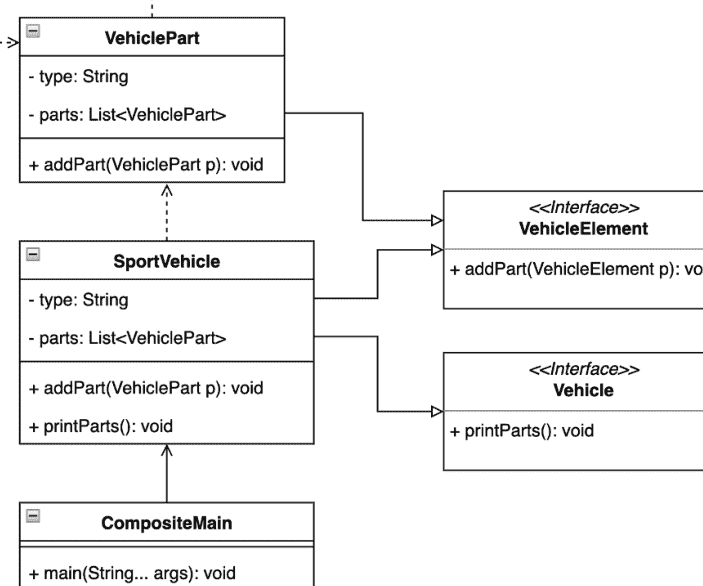 VehiclePart
- type: String
- parts: List<VehiclePart>
+ addPart(VehiclePart p): void
<<Interface>>
VehicleElement
+ addPart(VehicleElement p): vo
SportVehicle
- type: String
- parts: List<VehiclePart>
+ addPart(VehiclePart p): void
+ printParts(): void
<<Interface>>
Vehicle
+ printParts(): void
CompositeMain
+ main(String... args): void